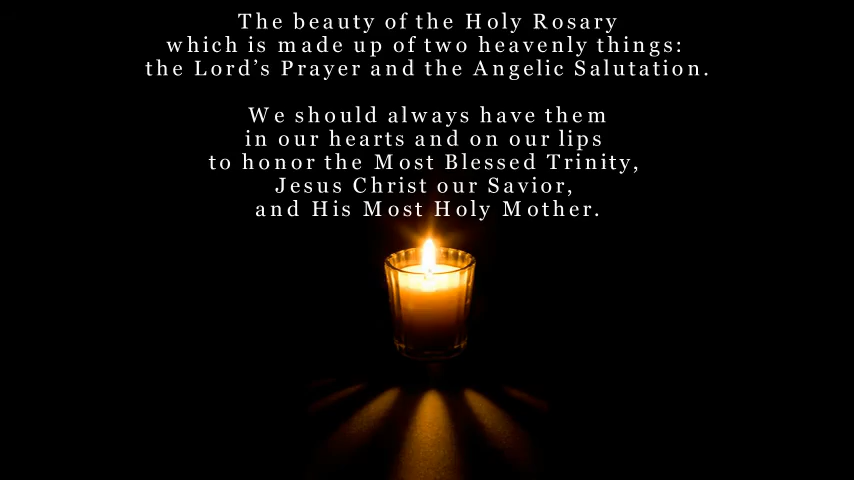 The beauty of the Holy Rosary
which is made up of two heavenly things:
the Lord’s Prayer and the Angelic Salutation.
We should always have them
in our hearts and on our lips
to honor the Most Blessed Trinity,
Jesus Christ our Savior,
and His Most Holy Mother.